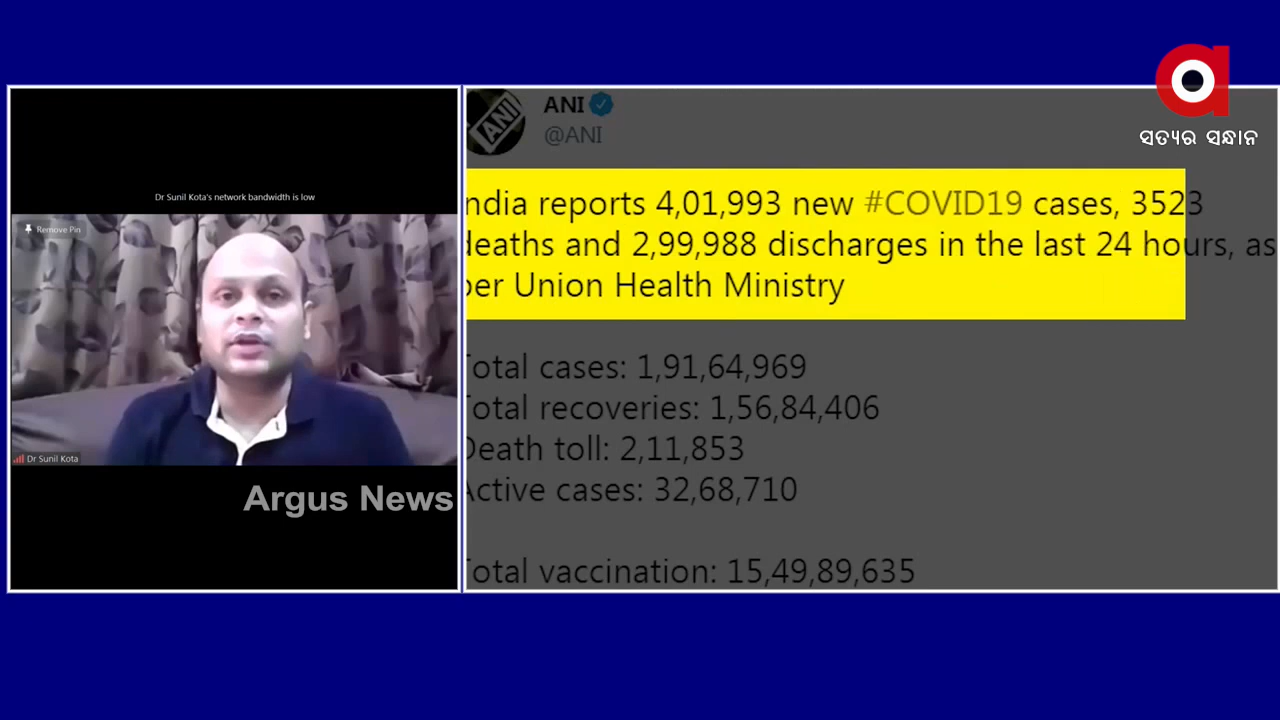 ସତ୍ୟର ସନ୍ଧାନ
Dr Sunil Kota's network bandwidth is low
Remove Pin
Dr Sunil Kota
Argus News
ANI
ANI
@ANI
ndia reports 4,01,993 new #COVID19 cases, 3523
deaths and 2,99,988 discharges in the last 24 hours, as
per Union Health Ministry
Total cases: 1,91,64,969
Total recoveries: 1,56,84,406
Death toll: 2,11,853
Active cases: 32,68,710
Total vaccination: 15,49,89,635